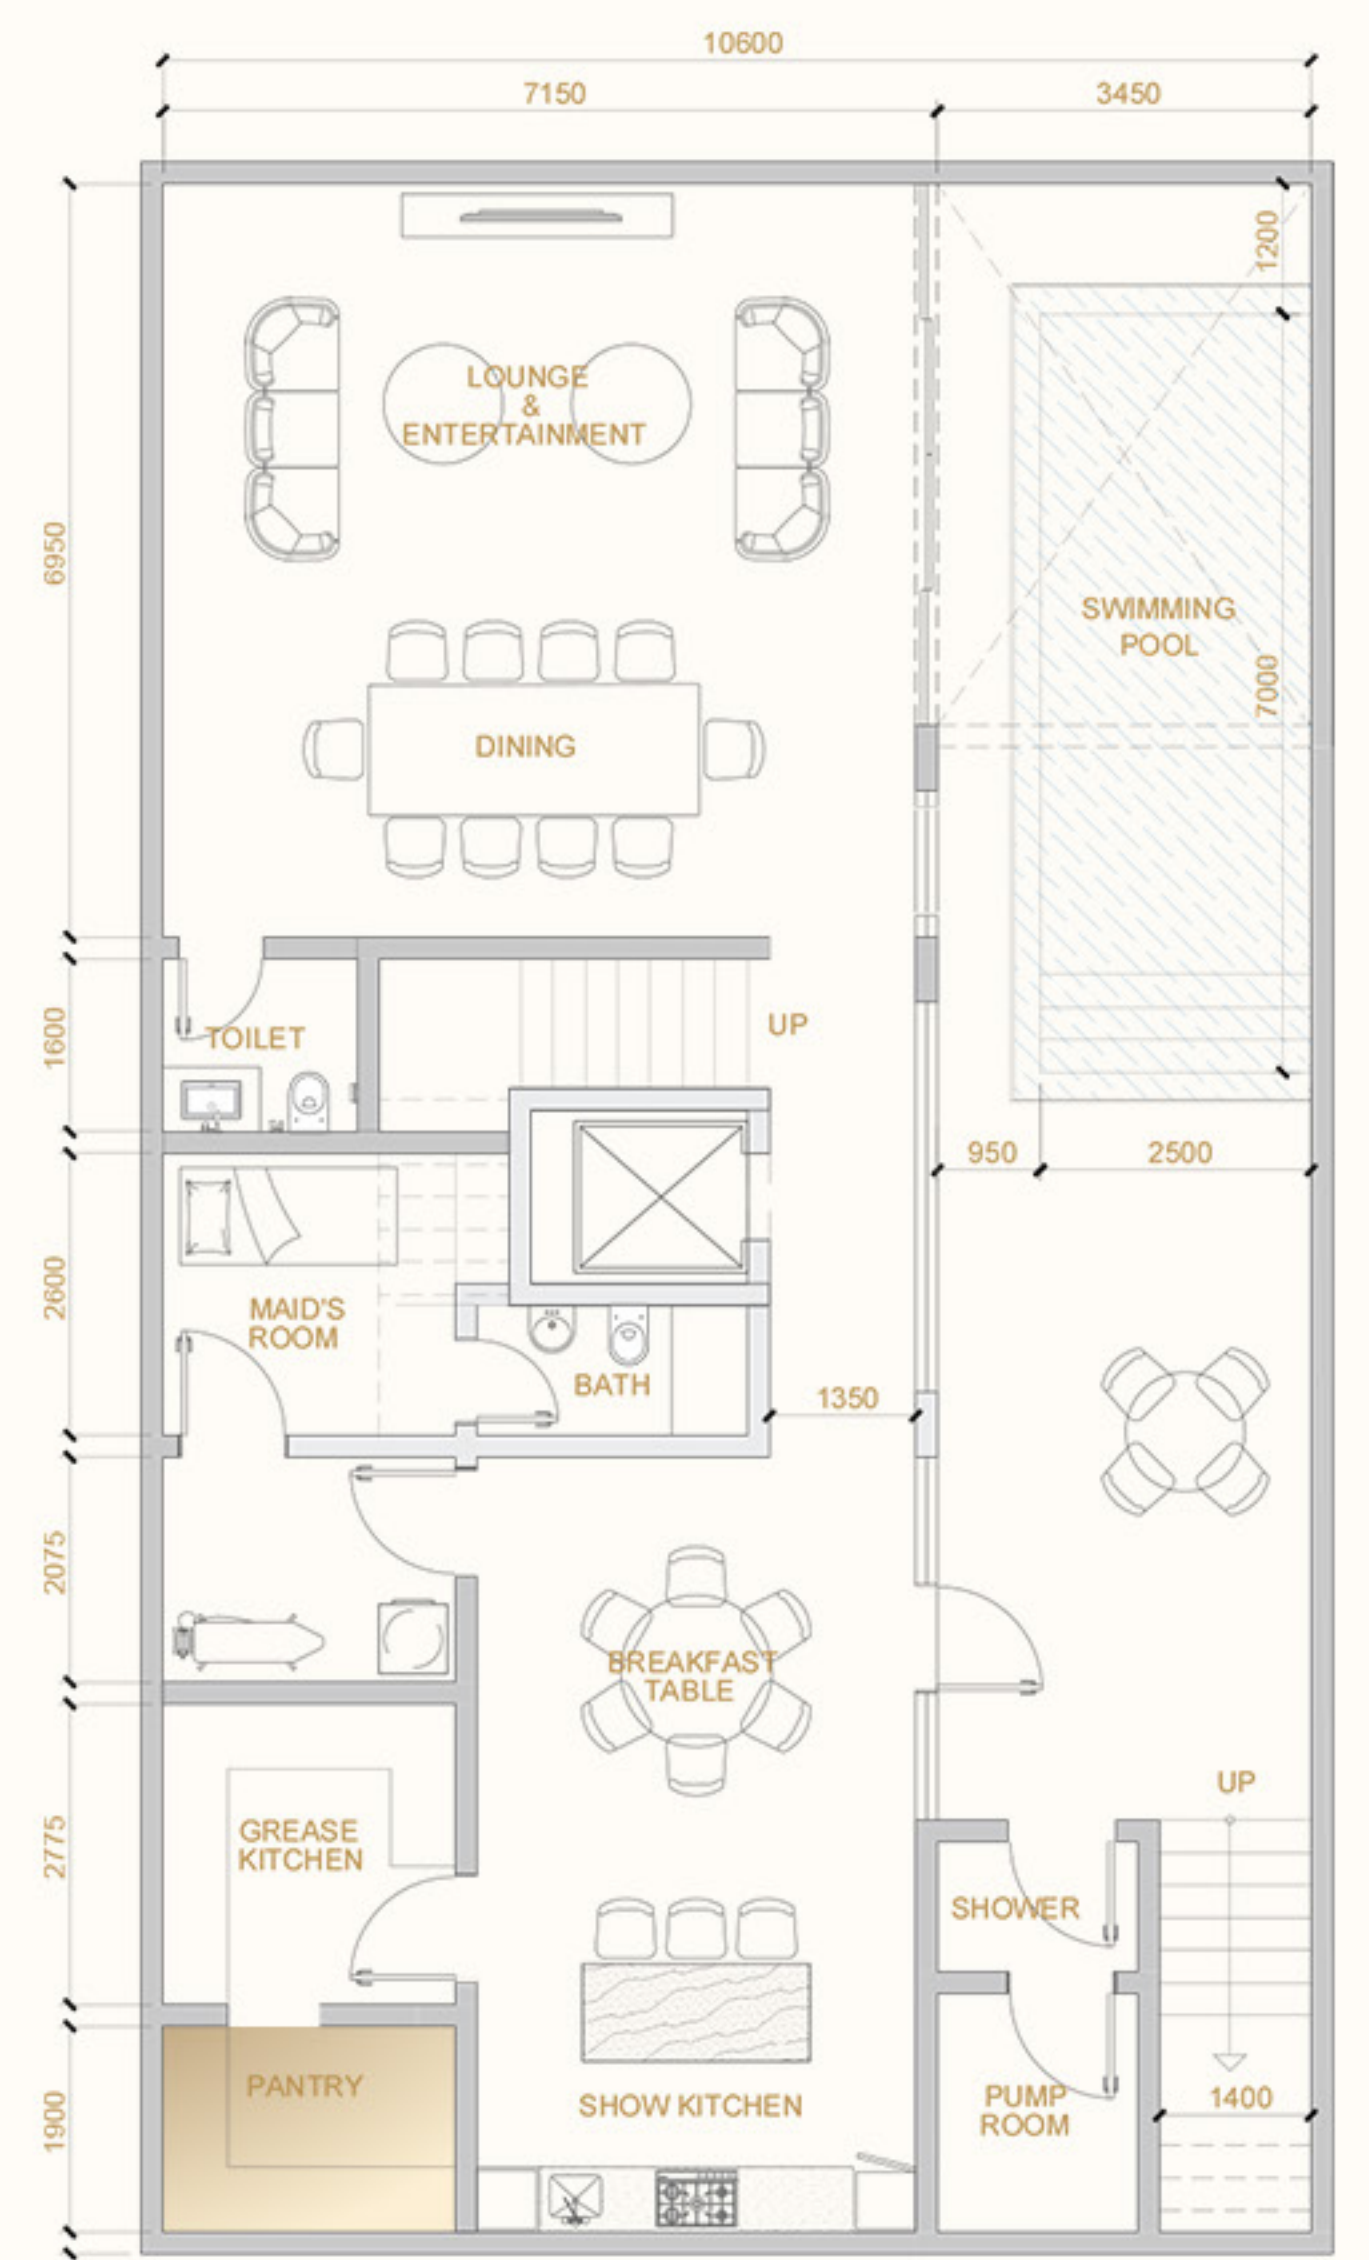 10600
7150
3450
1200
LOUNGE
&
ENTERTAINMENT
6950
SWIMMING
POOL
7000
DINING
1600
TOILET
UP
950
2500
2600
MAID'S
ROOM
BATH
1350
2075
BREAKFAST
TABLE
UP
2775
GREASE
KITCHEN
SHOWER
PANTRY
SHOW KITCHEN
PUMP
ROOM
1400
1900